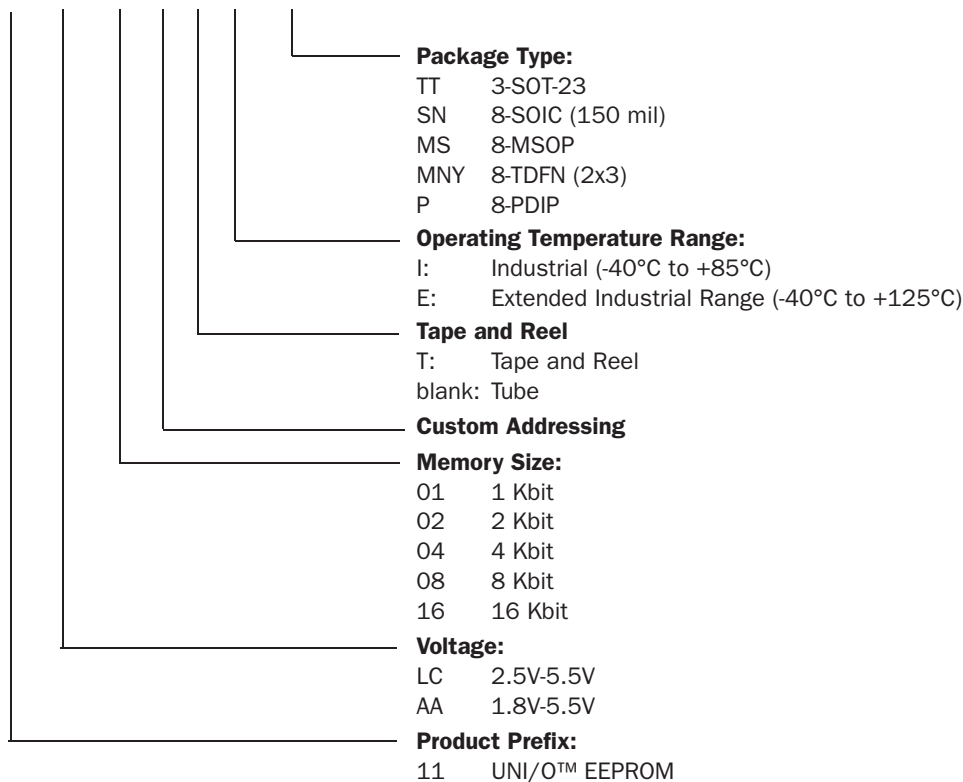 Package Type:
TT 3-SOT-23
SN 8-SOIC (150 mil)
MS 8-MSOP
MNY 8-TDFN (2x3)
P 8-PDIP
Operating Temperature Range:
I: Industrial (-40°C to +85°C)
E: Extended Industrial Range (-40°C to +125°C)
Tape and Reel
T: Tape and Reel
blank: Tube
Custom Addressing
Memory Size:
01 1 Kbit
02 2 Kbit
04 4 Kbit
08 8 Kbit
16 16 Kbit
Voltage:
LC 2.5V-5.5V
AA 1.8V-5.5V
Product Prefix:
11 UNI/O™ EEPROM